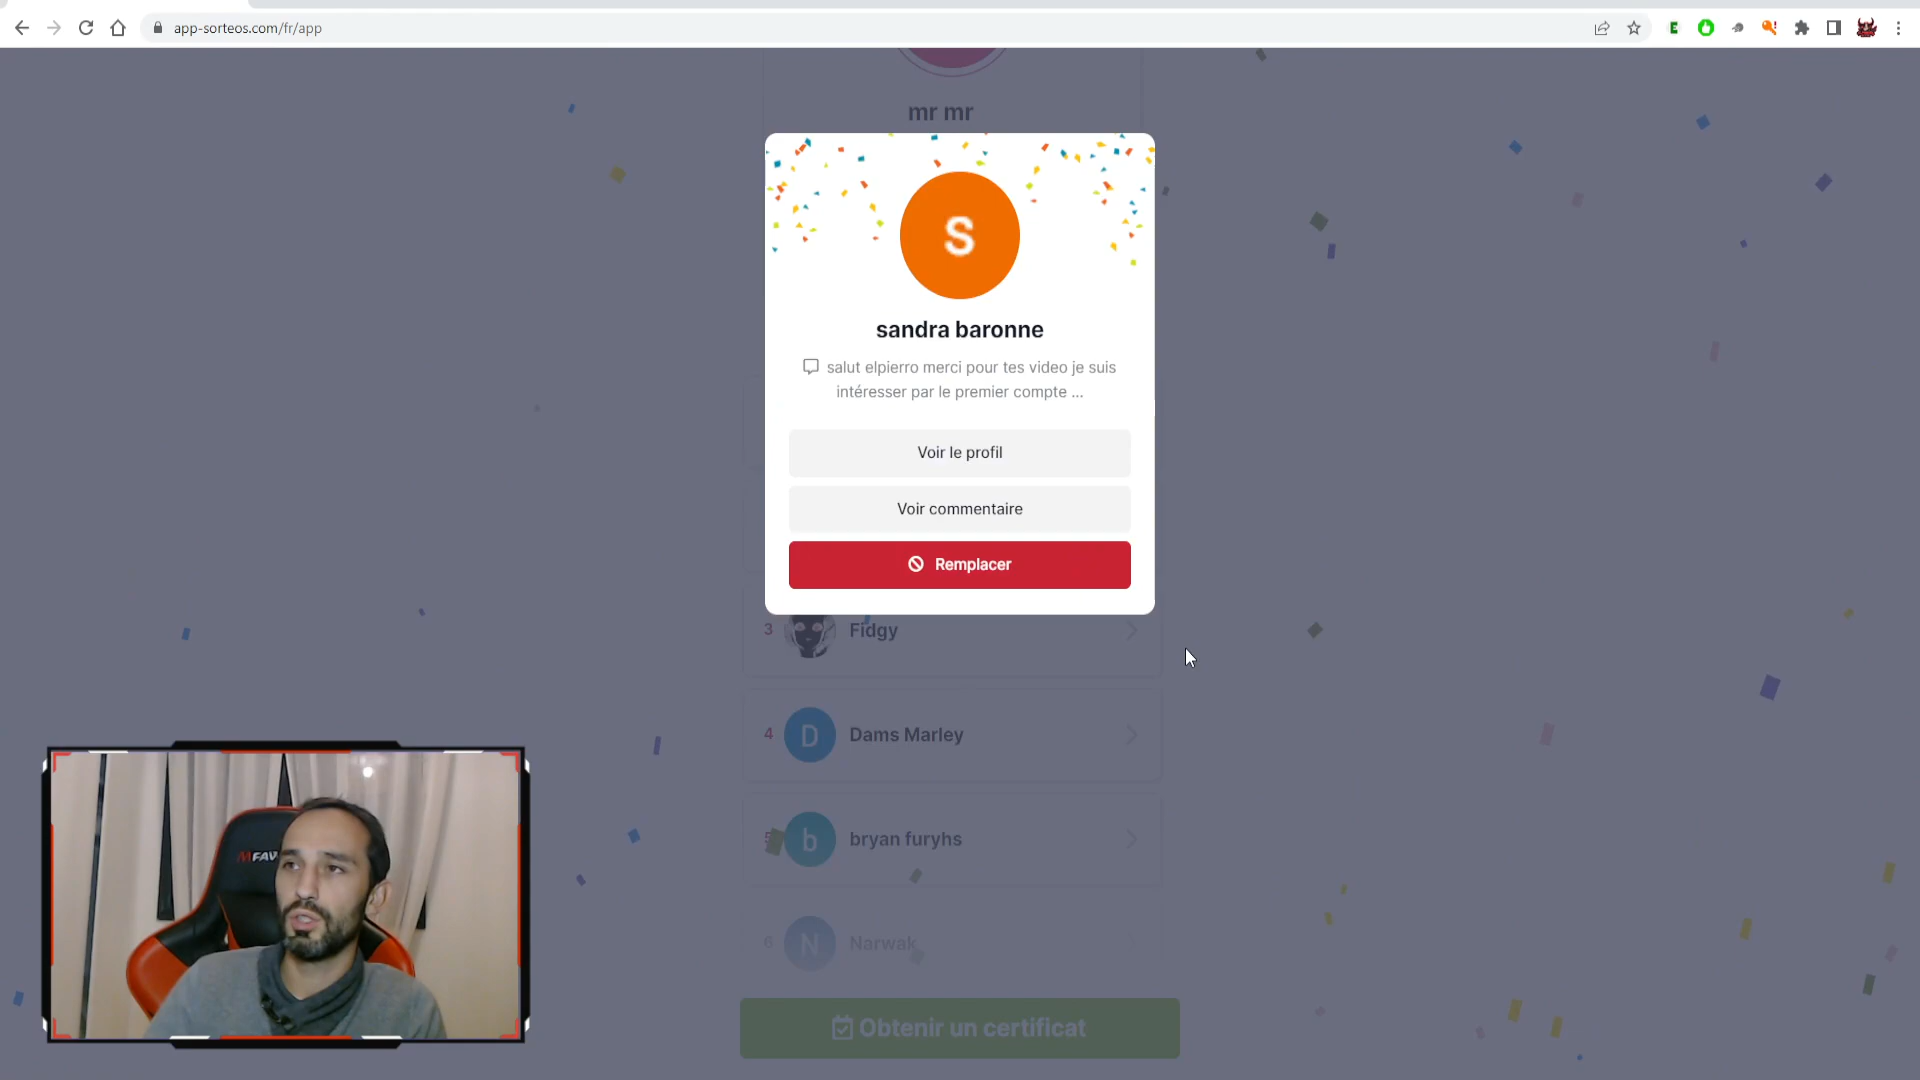 app-sorteos.com/fr/app
mr mr
S
sandra baronne
salut elpierro merci pour tes video je suis
intéresser par le premier compte ...
Voir le profil
Voir commentaire
Remplacer
3 Fidgy
4 D Dams Marley
5 b bryan furyhs
6 N Narwak
Obtenir un certificat